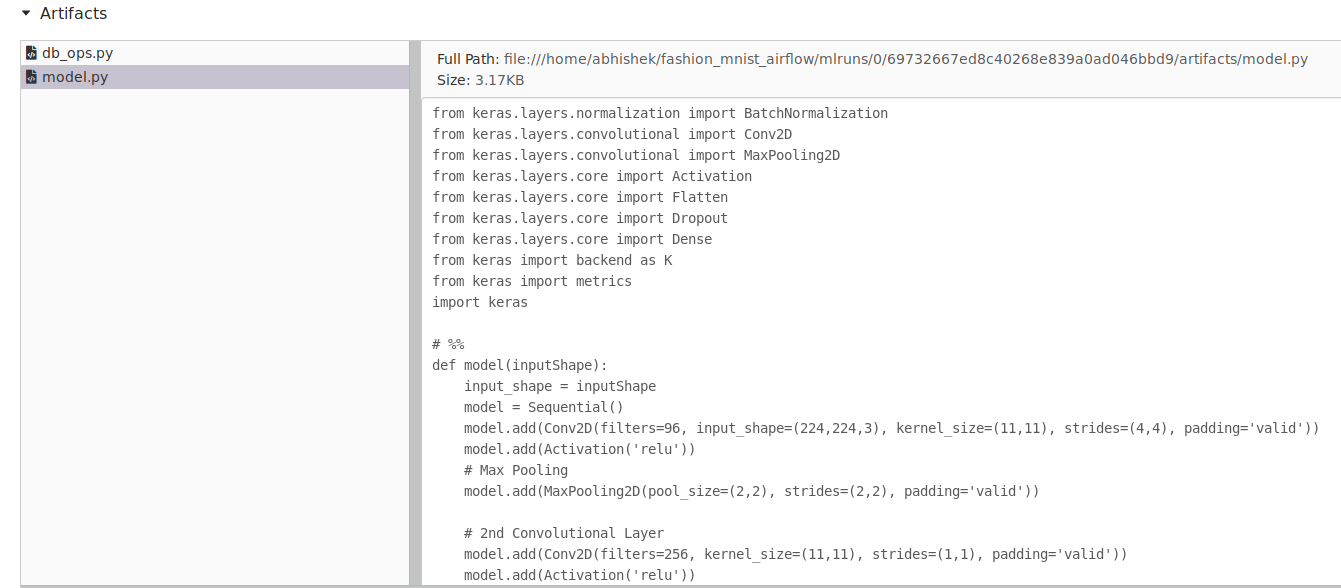 Artifacts
db_ops.py
model.py
Full Path: file:///home/abhishek/fashion_mnist_airflow/mlruns/0/69732667ed8c40268e839a0ad046bbd9/artifacts/model.py
Size: 3.17KB
from keras.layers.normalization import BatchNormalization
from keras.layers.convolutional import Conv2D
from keras.layers.convolutional import MaxPooling2D
from keras.layers.core import Activation
from keras.layers.core import Flatten
from keras.layers.core import Dropout
from keras.layers.core import Dense
from keras import backend as K
from keras import metrics
import keras

# %%
def model(inputShape):
    input_shape = inputShape
    model = Sequential()
    model.add(Conv2D(filters=96, input_shape=(224,224,3), kernel_size=(11,11), strides=(4,4), padding='valid'))
    model.add(Activation('relu'))
    # Max Pooling
    model.add(MaxPooling2D(pool_size=(2,2), strides=(2,2), padding='valid'))

    # 2nd Convolutional Layer
    model.add(Conv2D(filters=256, kernel_size=(11,11), strides=(1,1), padding='valid'))
    model.add(Activation('relu'))